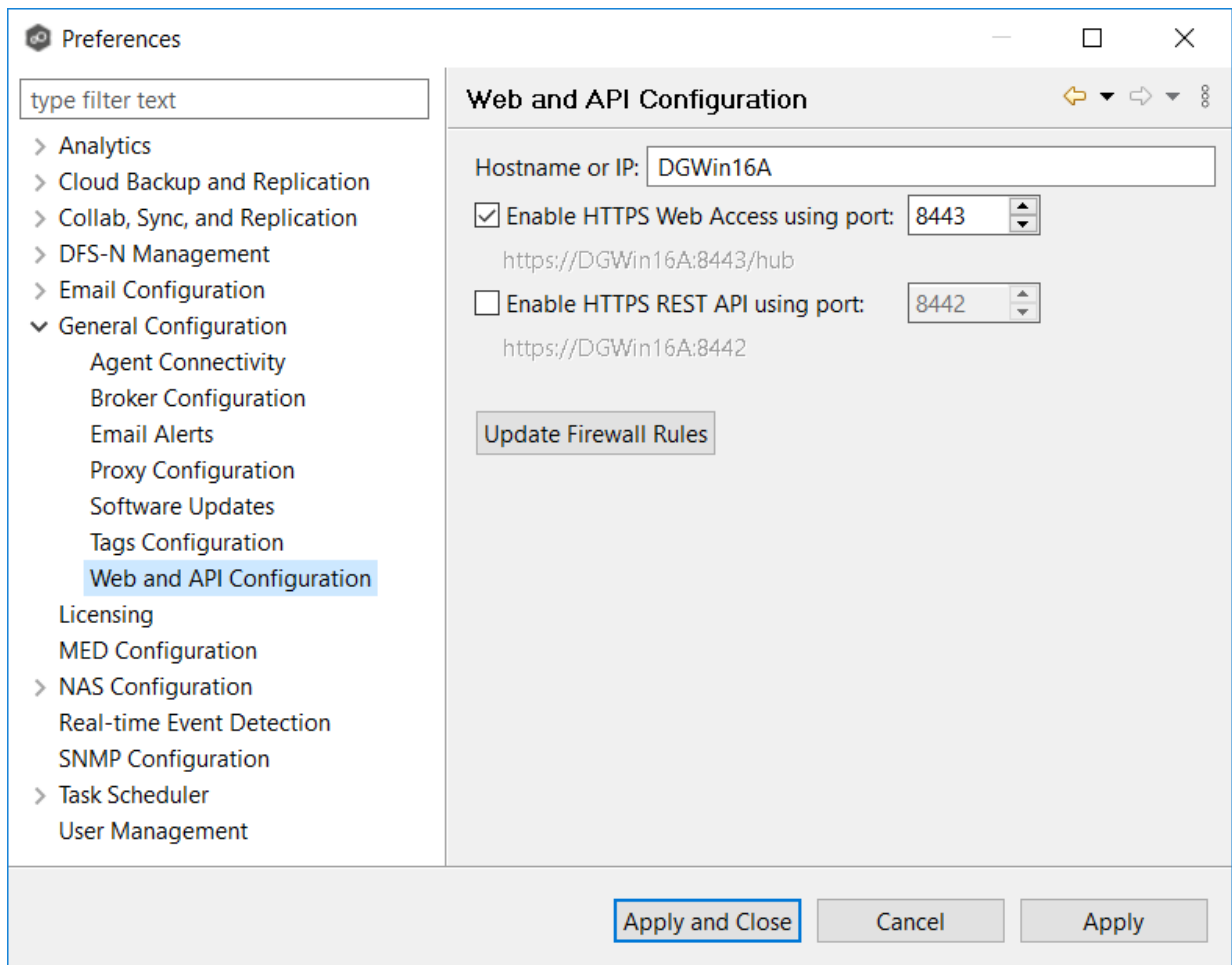 Preferences
type filter text
Analytics
Cloud Backup and Replication
Collab, Sync, and Replication
DFS-N Management
Email Configuration
General Configuration
Agent Connectivity
Broker Configuration
Email Alerts
Proxy Configuration
Software Updates
Tags Configuration
Web and API Configuration
Licensing
MED Configuration
NAS Configuration
Real-time Event Detection
SNMP Configuration
Task Scheduler
User Management
Web and API Configuration
Hostname or IP: DGWin16A
Enable HTTPS Web Access using port: 8443
https://DGWin16A:8443/hub
Enable HTTPS REST API using port: 8442
https://DGWin16A:8442
Update Firewall Rules
Apply and Close Cancel Apply